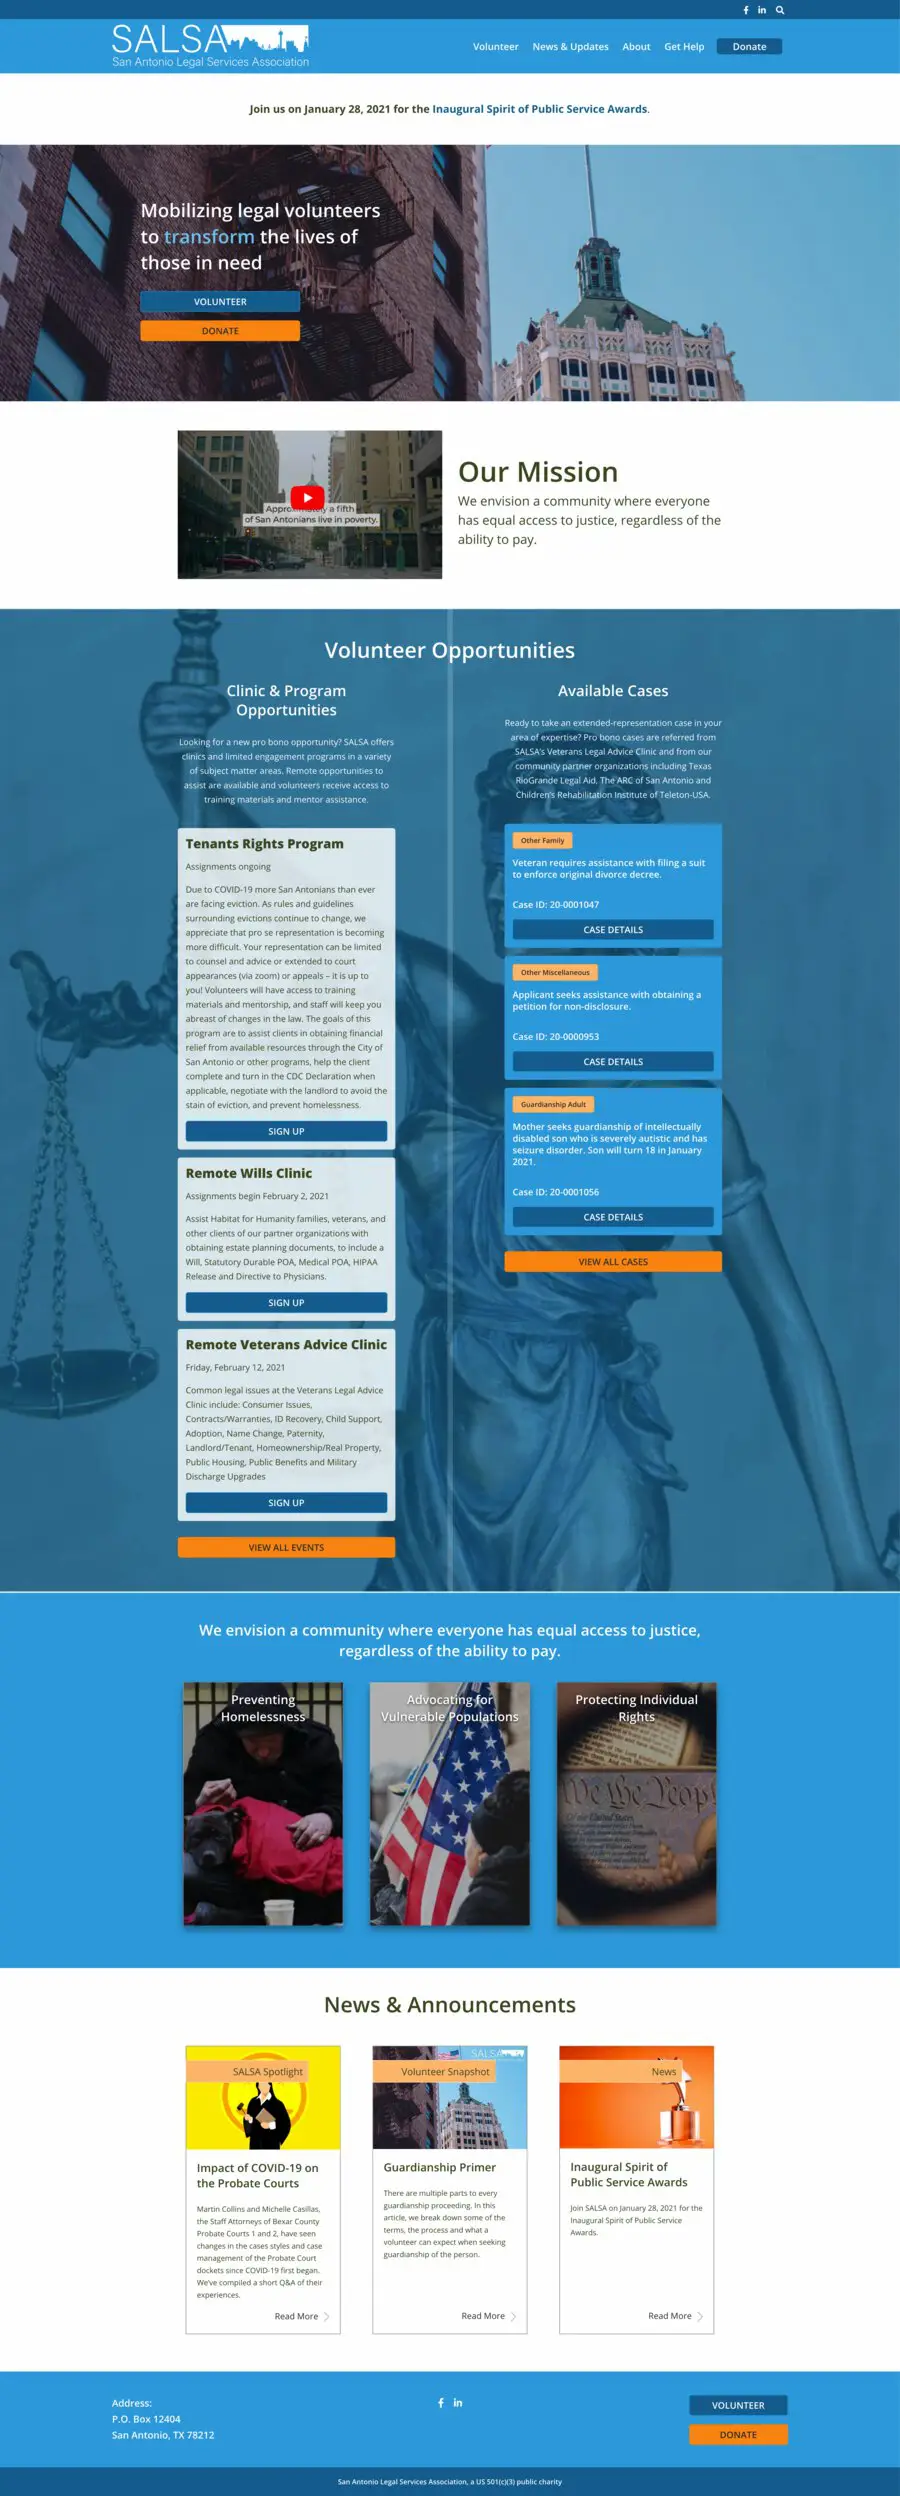 SALSA
San Antonio Legal Services Association
Volunteer
News & Updates
About
Get Help
Donate
Join us on January 28, 2021 for the Inaugural Spirit of Public Service Awards.
Mobilizing legal volunteers
to transform the lives of
those in need
VOLUNTEER
DONATE
Approximately a fifth
of San Antonians live in poverty.
Our Mission
We envision a community where everyone
has equal access to justice, regardless of the
ability to pay.
Volunteer Opportunities
Clinic & Program
Opportunities
Looking for a new pro bono opportunity? SALSA offers
clinics and limited engagement programs in a variety
of subject matter areas. Remote opportunities to
assist are available and volunteers receive access to
training materials and mentor assistance.
Tenants Rights Program
Assignments ongoing
Due to COVID-19 more San Antonians than ever
are facing eviction. As rules and guidelines
surrounding evictions continue to change, we
appreciate that pro se representation is becoming
more difficult. Your representation can be limited
to counsel and advice or extended to court
appearances (via zoom) or appeals – it is up to
you! Volunteers will have access to training
materials and mentorship, and staff will keep you
abreast of changes in the law. The goals of this
program are to assist clients in obtaining financial
relief from available resources through the City of
San Antonio or other programs, help the client
complete and turn in the CDC Declaration when
applicable, negotiate with the landlord to avoid the
stain of eviction, and prevent homelessness.
SIGN UP
Remote Wills Clinic
Assignments begin February 2, 2021
Assist Habitat for Humanity families, veterans, and
other clients of our partner organizations with
obtaining estate planning documents, to include a
Will, Statutory Durable POA, Medical POA, HIPAA
Release and Directive to Physicians.
SIGN UP
Remote Veterans Advice Clinic
Friday, February 12, 2021
Common legal issues at the Veterans Legal Advice
Clinic include: Consumer Issues,
Contracts/Warranties, ID Recovery, Child Support,
Adoption, Name Change, Paternity,
Landlord/Tenant, Homeownership/Real Property,
Public Housing, Public Benefits and Military
Discharge Upgrades
SIGN UP
VIEW ALL EVENTS
Available Cases
Ready to take an extended-representation case in your
area of expertise? Pro bono cases are referred from
SALSA's Veterans Legal Advice Clinic and from our
community partner organizations including Texas
RioGrande Legal Aid, The ARC of San Antonio and
Children's Rehabilitation Institute of Teleton-USA.
Other Family
Veteran requires assistance with filing a suit
to enforce original divorce decree.
Case ID: 20-0001047
CASE DETAILS
Other Miscellaneous
Applicant seeks assistance with obtaining a
petition for non-disclosure.
Case ID: 20-0000953
CASE DETAILS
Guardianship Adult
Mother seeks guardianship of intellectually
disabled son who is severely autistic and has
seizure disorder. Son will turn 18 in January
2021.
Case ID: 20-0001056
CASE DETAILS
VIEW ALL CASES
We envision a community where everyone has equal access to justice,
regardless of the ability to pay.
Preventing
Homelessness
Advocating for
Vulnerable Populations
Protecting Individual
Rights
We the People
News & Announcements
SALSA Spotlight
Impact of COVID-19 on
the Probate Courts
Martin Collins and Michelle Casillas,
the Staff Attorneys of Bexar County
Probate Courts 1 and 2, have seen
changes in the cases styles and case
management of the Probate Court
dockets since COVID-19 first began.
We've compiled a short Q&A of their
experiences.
Read More
SALSA
Volunteer Snapshot
Guardianship Primer
There are multiple parts to every
guardianship proceeding. In this
article, we break down some of the
terms, the process and what a
volunteer can expect when seeking
guardianship of the person.
Read More
News
Inaugural Spirit of
Public Service Awards
Join SALSA on January 28, 2021 for the
Inaugural Spirit of Public Service
Awards.
Read More
Address:
P.O. Box 12404
San Antonio, TX 78212
VOLUNTEER
DONATE
San Antonio Legal Services Association, a US 501(c)(3) public charity